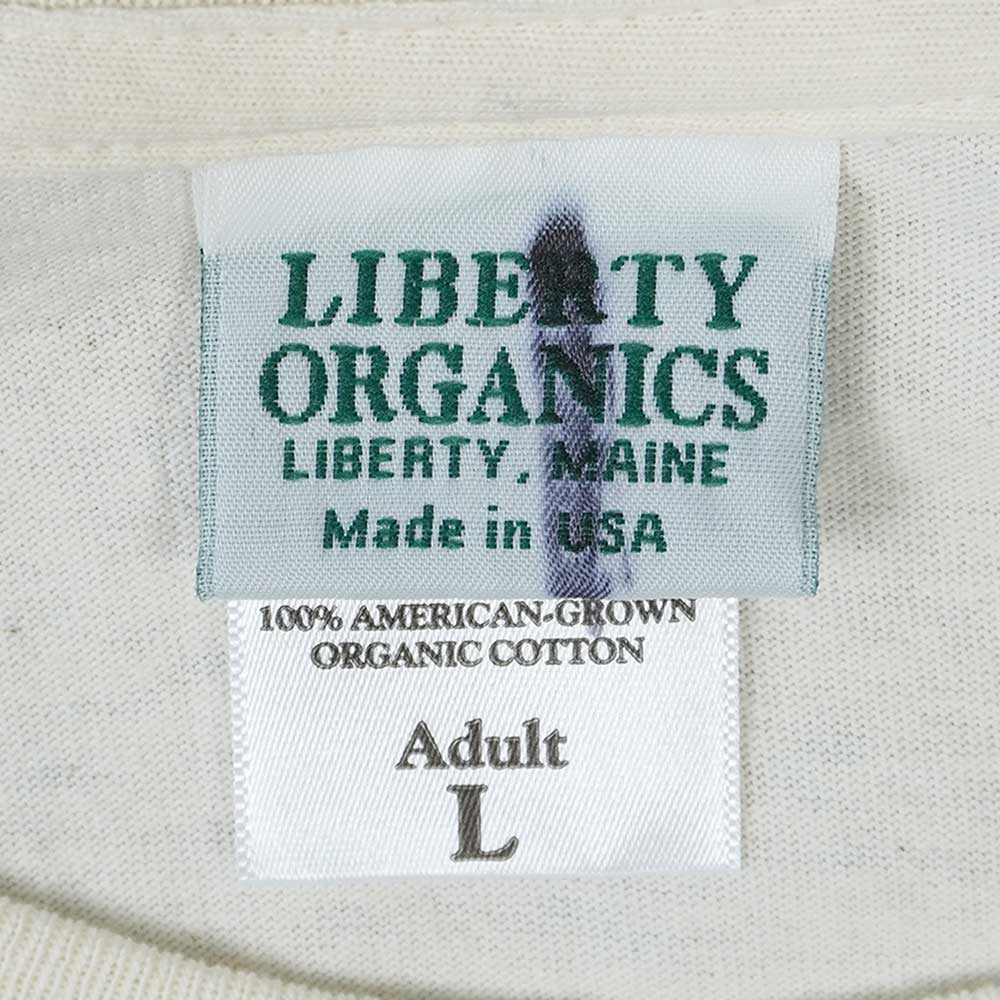 LIBERTY
ORGANICS
LIBERTY, MAINE
Made in USA
100% AMERICAN-GROWN
ORGANIC COTTON
Adult
L